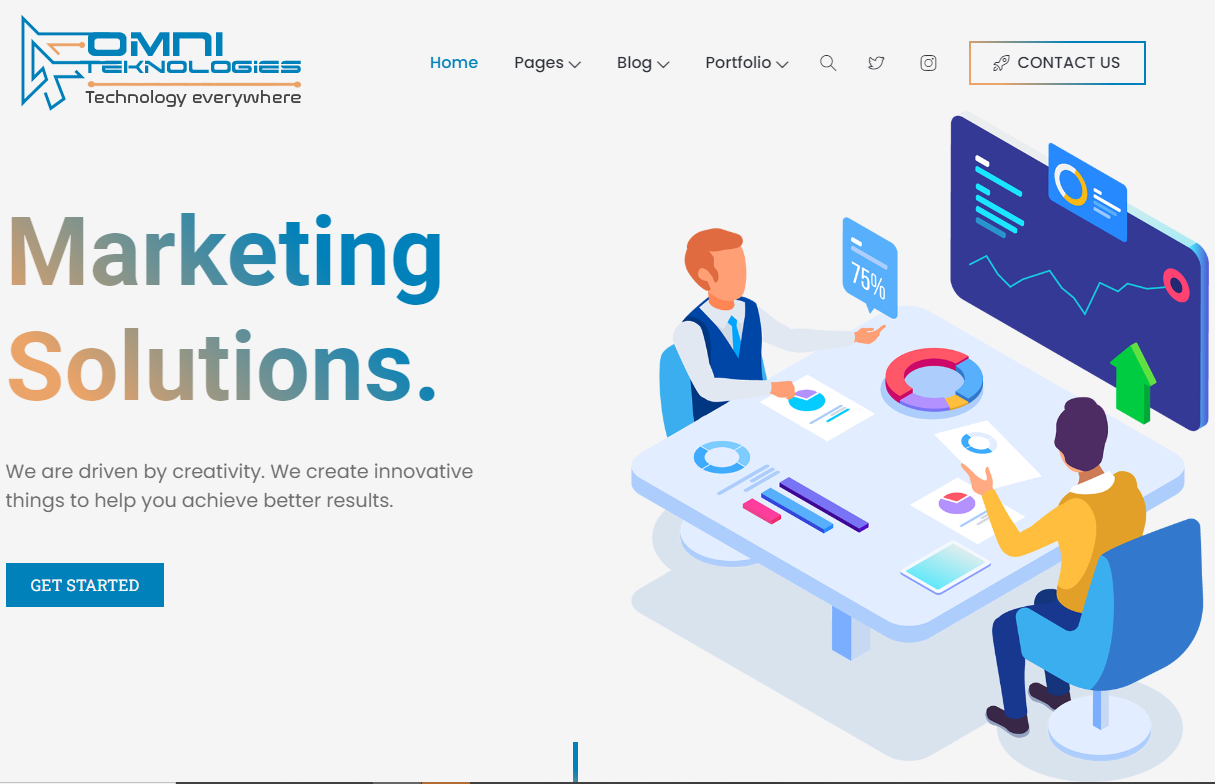 OMNI
TEKNOLOGIES
Technology everywhere
Home Pages Blog Portfolio CONTACT US
Marketing
Solutions.
75%
We are driven by creativity. We create innovative
things to help you achieve better results.
GET STARTED